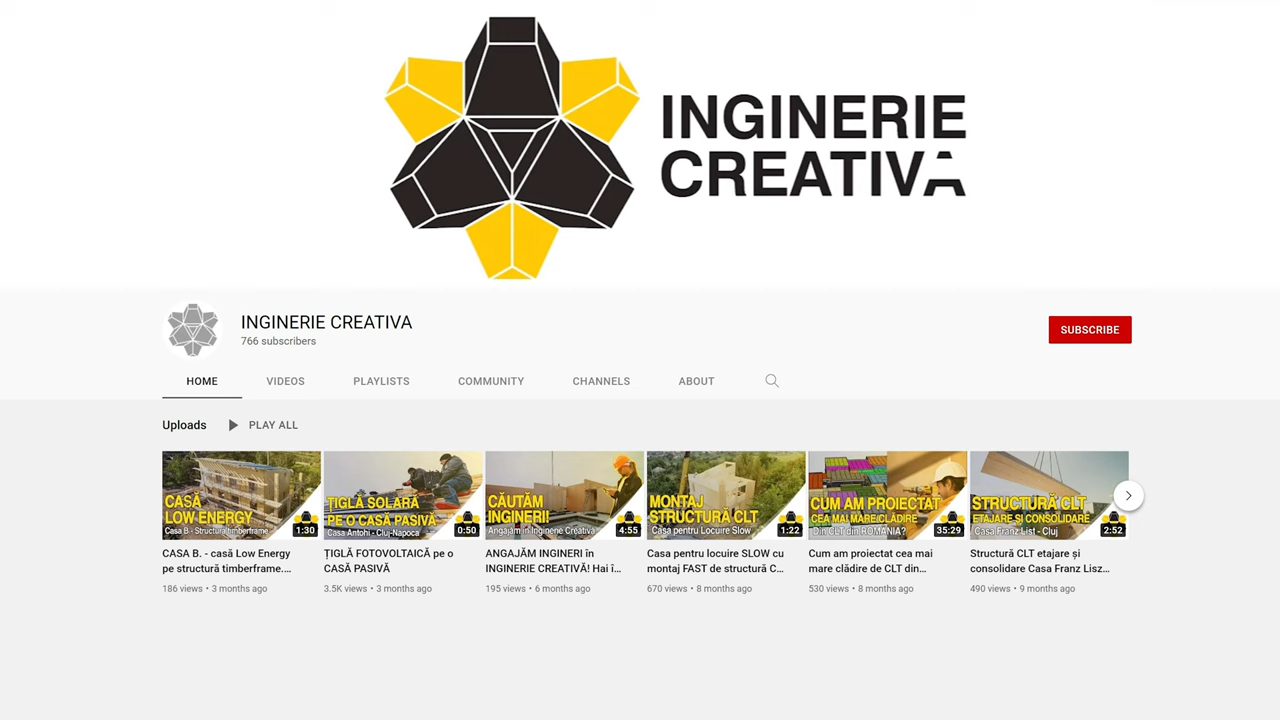 INGINERIE
CREATIVA
INGINERIE CREATIVA
766 subscribers
SUBSCRIBE
HOME
VIDEOS
PLAYLISTS
COMMUNITY
CHANNELS
ABOUT
Uploads
PLAY ALL
CASĂ
LOW ENERGY
Casa B - Structură timberframe
1:30
ȚIGLĂ SOLARĂ
PE O CASĂ PASIVĂ
Casa Antohi - Cluj-Napoca
0:50
CĂUTĂM
INGINERI!
Angajăm în Inginerie Creativă
4:55
MONTAJ
STRUCTURĂ CLT
Casa pentru Locuire Slow
1:22
CUM AM PROIECTAT
CEA MAI MARE CLĂDIRE
Din CLT din ROMÂNIA?
35:29
STRUCTURĂ CLT
ETAJARE ȘI CONSOLIDARE
Casa Franz List - Cluj
2:52
CASA B. - casă Low Energy
pe structură timberframe....
186 views • 3 months ago
ȚIGLĂ FOTOVOLTAICĂ pe o
CASĂ PASIVĂ
3.5K views • 3 months ago
ANGAJĂM INGINERI în
INGINERIE CREATIVĂ! Hai î...
195 views • 6 months ago
Casa pentru locuire SLOW cu
montaj FAST de structură C...
670 views • 8 months ago
Cum am proiectat cea mai
mare clădire de CLT din...
530 views • 8 months ago
Structură CLT etajare și
consolidare Casa Franz Lisz...
490 views • 9 months ago